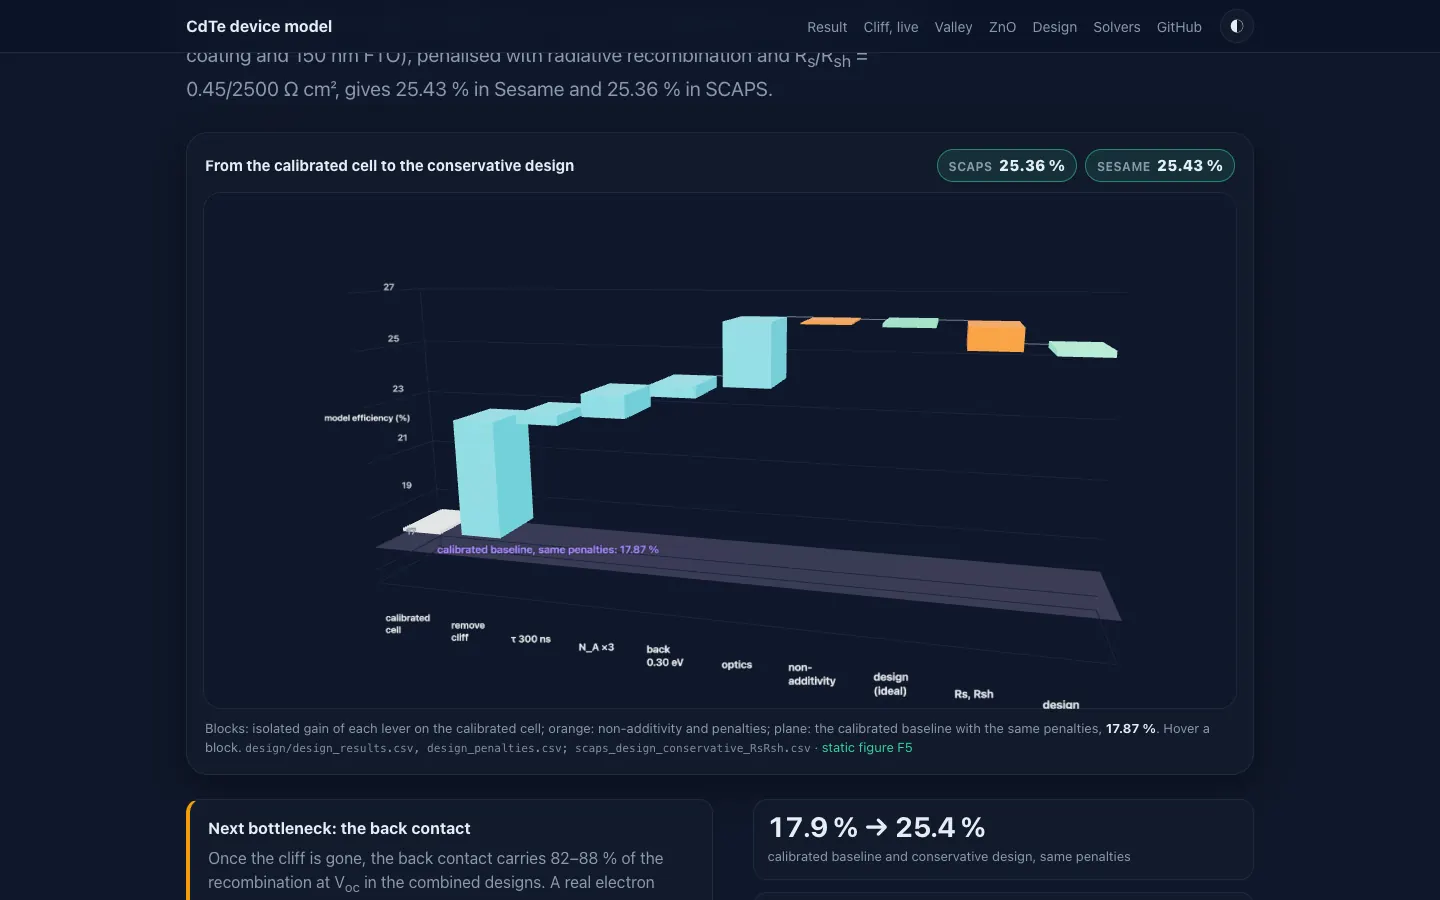 CdTe device model
Result Cliff, live Valley ZnO Design Solvers GitHub
coating and 150 nm FTO), penalised with radiative recombination and Rs/Rsh =
0.45/2500 Ω cm², gives 25.43 % in Sesame and 25.36 % in SCAPS.
From the calibrated cell to the conservative design
SCAPS 25.36 %
SESAME 25.43 %
27
25
23
model efficiency (%)
21
19
17
calibrated baseline, same penalties: 17.87 %
calibrated
cell
remove
cliff
τ 300 ns
N_A ×3
back
0.30 eV
optics
non-
additivity
design
(ideal)
Rs, Rsh
design
Blocks: isolated gain of each lever on the calibrated cell; orange: non-additivity and penalties; plane: the calibrated baseline with the same penalties, 17.87 %. Hover a
block. design/design_results.csv, design_penalties.csv; scaps_design_conservative_RsRsh.csv · static figure F5
Next bottleneck: the back contact
Once the cliff is gone, the back contact carries 82–88 % of the
recombination at Voc in the combined designs. A real electron
17.9 % → 25.4 %
calibrated baseline and conservative design, same penalties